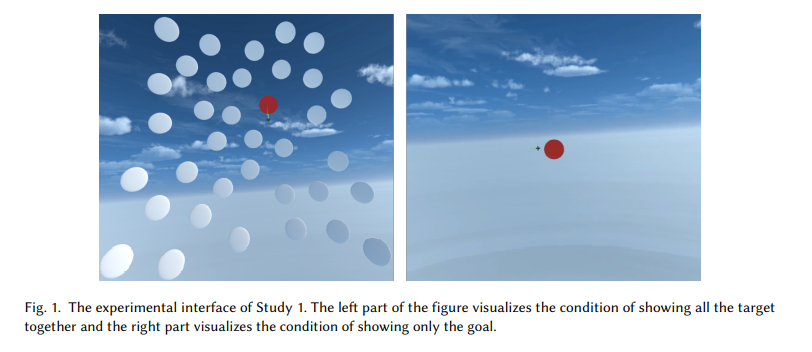 Fig. 1. The experimental interface of Study 1. The left part of the figure visualizes the condition of showing all the target
together and the right part visualizes the condition of showing only the goal.